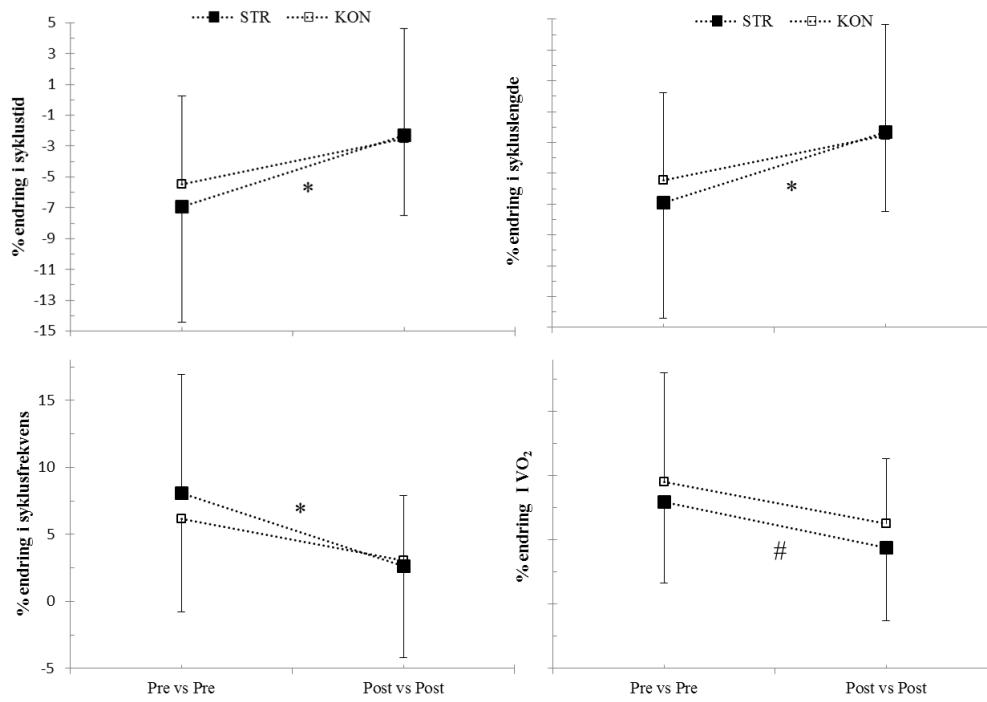 STR KON
% endring i syklustid
5
3
1
-1
-3
-5
-7
-9
-11
-13
-15
*
STR KON
% endring i sykluslengde
*
% endring i syklusfrekvens
15
10
5
0
-5
*
Pre vs Pre Post vs Post
% endring I VO₂
#
Pre vs Pre Post vs Post